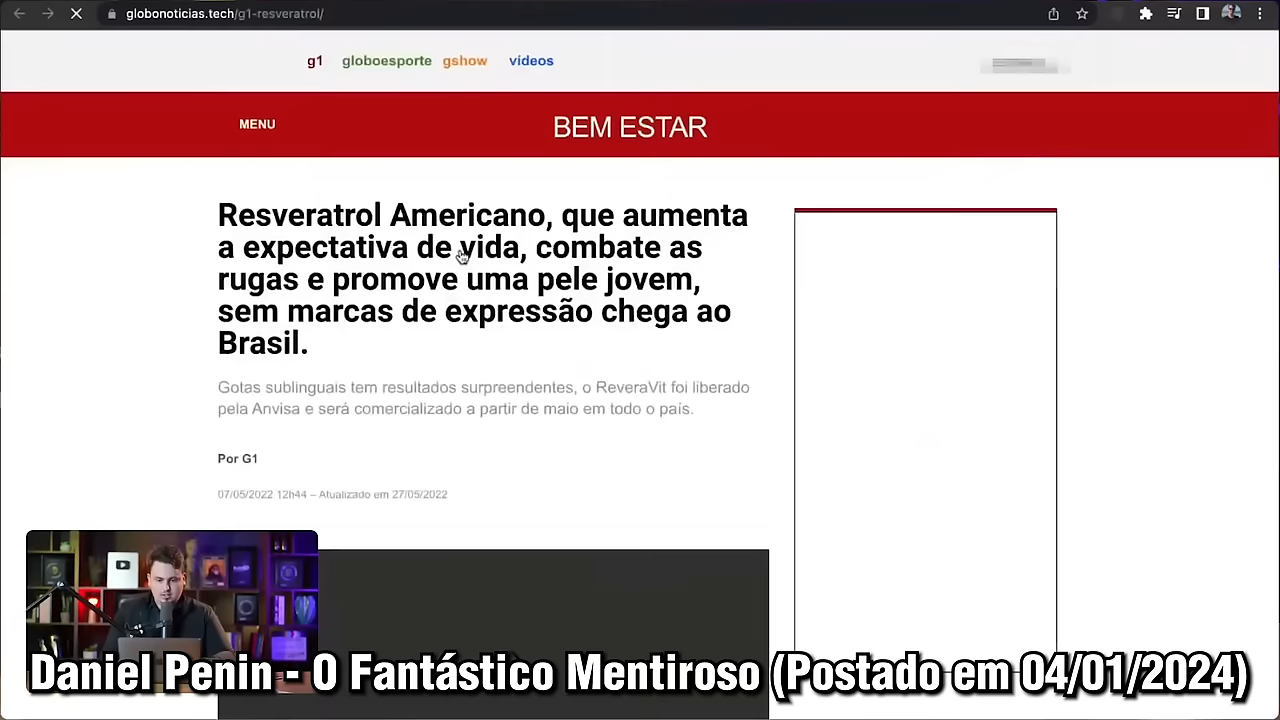 globonoticias.tech/g1-resveratrol/
g1 globoesporte gshow vídeos
MENU
BEM ESTAR
Resveratrol Americano, que aumenta
a expectativa de vida, combate as
rugas e promove uma pele jovem,
sem marcas de expressão chega ao
Brasil.
Gotas sublinguais tem resultados surpreendentes, o ReveraVit foi liberado
pela Anvisa e será comercializado a partir de maio em todo o país.
Por G1
07/05/2022 12h44 – Atualizado em 27/05/2022
Daniel Penin - O Fantástico Mentiroso (Postado em 04/01/2024)